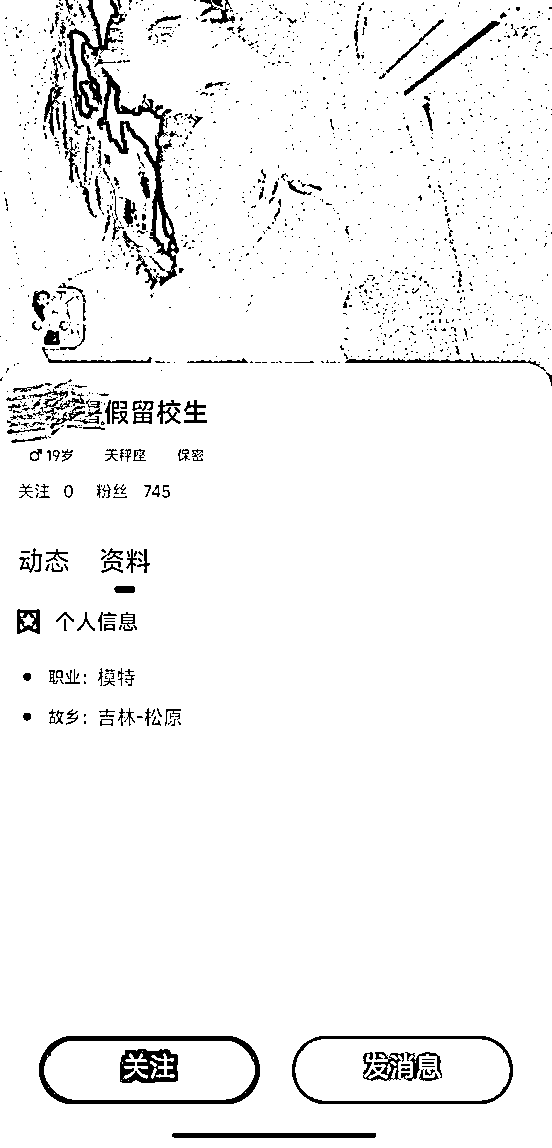 假留校生
♂19岁 天秤座 保密
关注 0 粉丝 745
动态 资料
个人信息
• 职业: 模特
• 故乡: 吉林-松原
关注 发消息